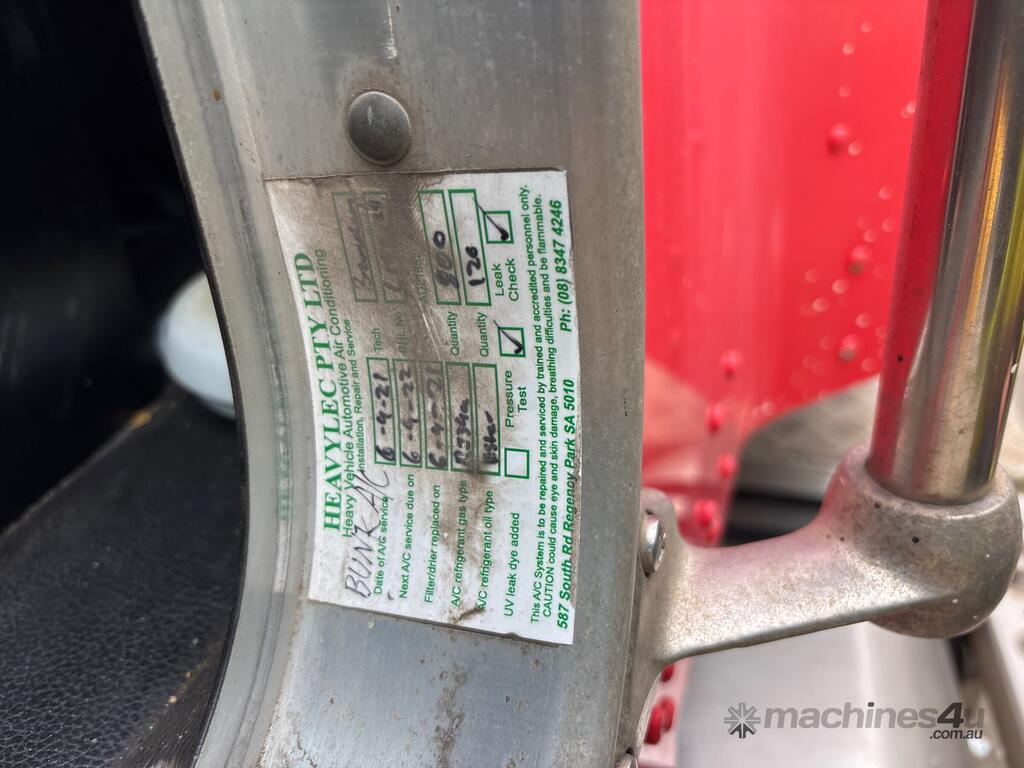 HEAVYLEC PTY LTD
Heavy Vehicle Automotive Air Conditioning
Installation, Repair and Service
BUNK A/C
Date of A/C service 6-4-21 Tech
Next A/C service due on 6-4-22
Filter/drier replaced on 6-4-21
A/C refrigerant gas type R134a Quantity 800
A/C refrigerant oil type Quantity 120
UV leak dye added Pressure Test ✓ Leak Check ✓
This A/C System is to be repaired and serviced by trained and accredited personnel only.
CAUTION could cause eye and skin damage, breathing difficulties and be flammable.
587 South Rd Regency Park SA 5010 Ph: (08) 8347 4246
machines4u
.com.au